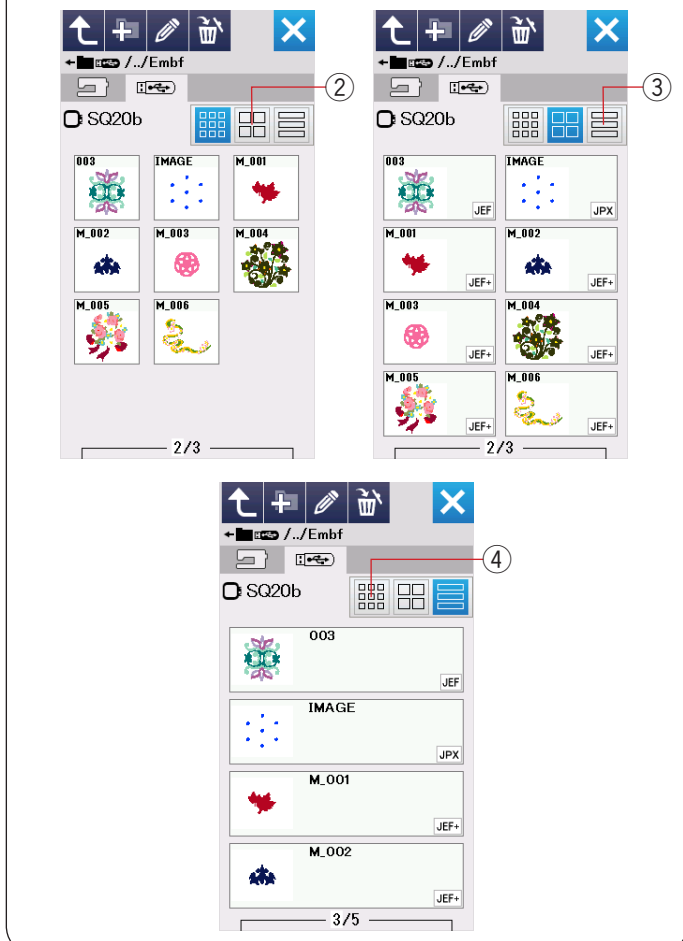 /../Embf
②
SQ20b
003 IMAGE M_001
M_002 M_003 M_004
M_005 M_006
2/3
/../Embf
③
SQ20b
003 IMAGE
JEF JPX
M_001 M_002
JEF+ JEF+
M_003 M_004
JEF+ JEF+
M_005 M_006
JEF+ JEF+
2/3
/../Embf
④
SQ20b
003
JEF
IMAGE
JPX
M_001
JEF+
M_002
JEF+
3/5